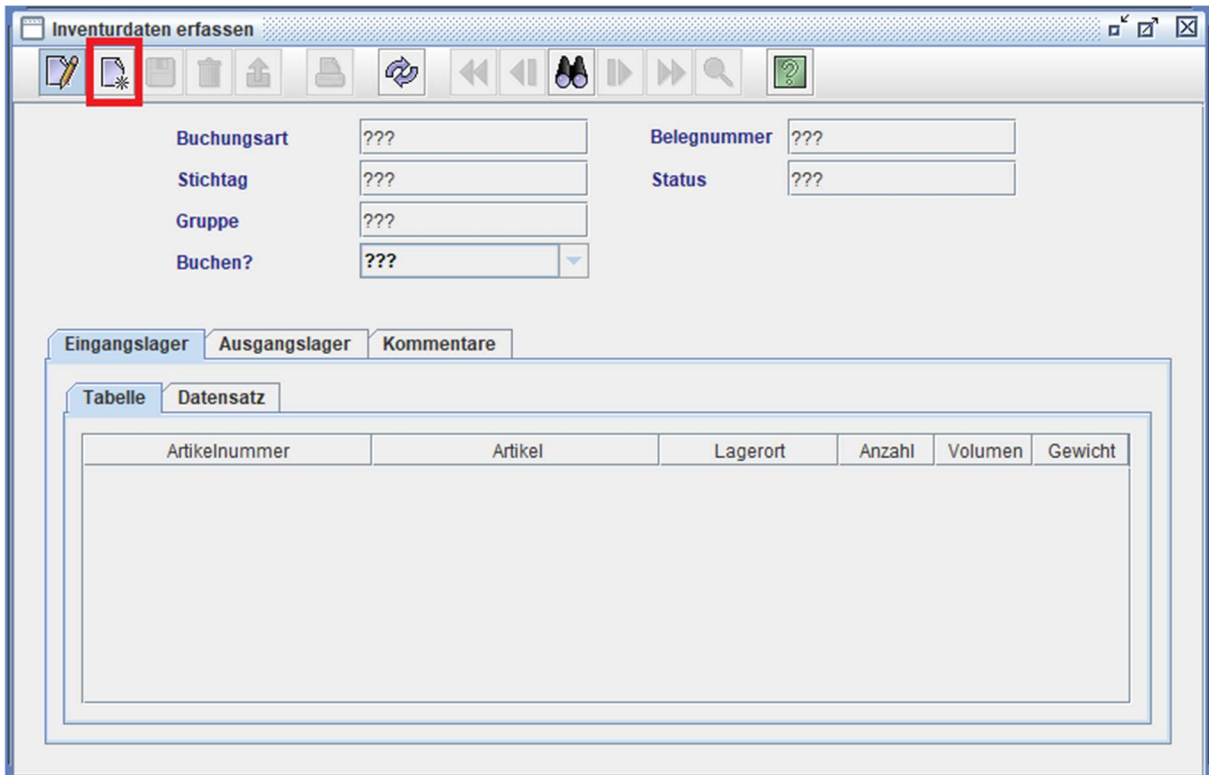 Inventurdaten erfassen
Buchungsart ??? Belegnummer ???
Stichtag ??? Status ???
Gruppe ???
Buchen? ???
Eingangslager Ausgangslager Kommentare
Tabelle Datensatz
Artikelnummer Artikel Lagerort Anzahl Volumen Gewicht